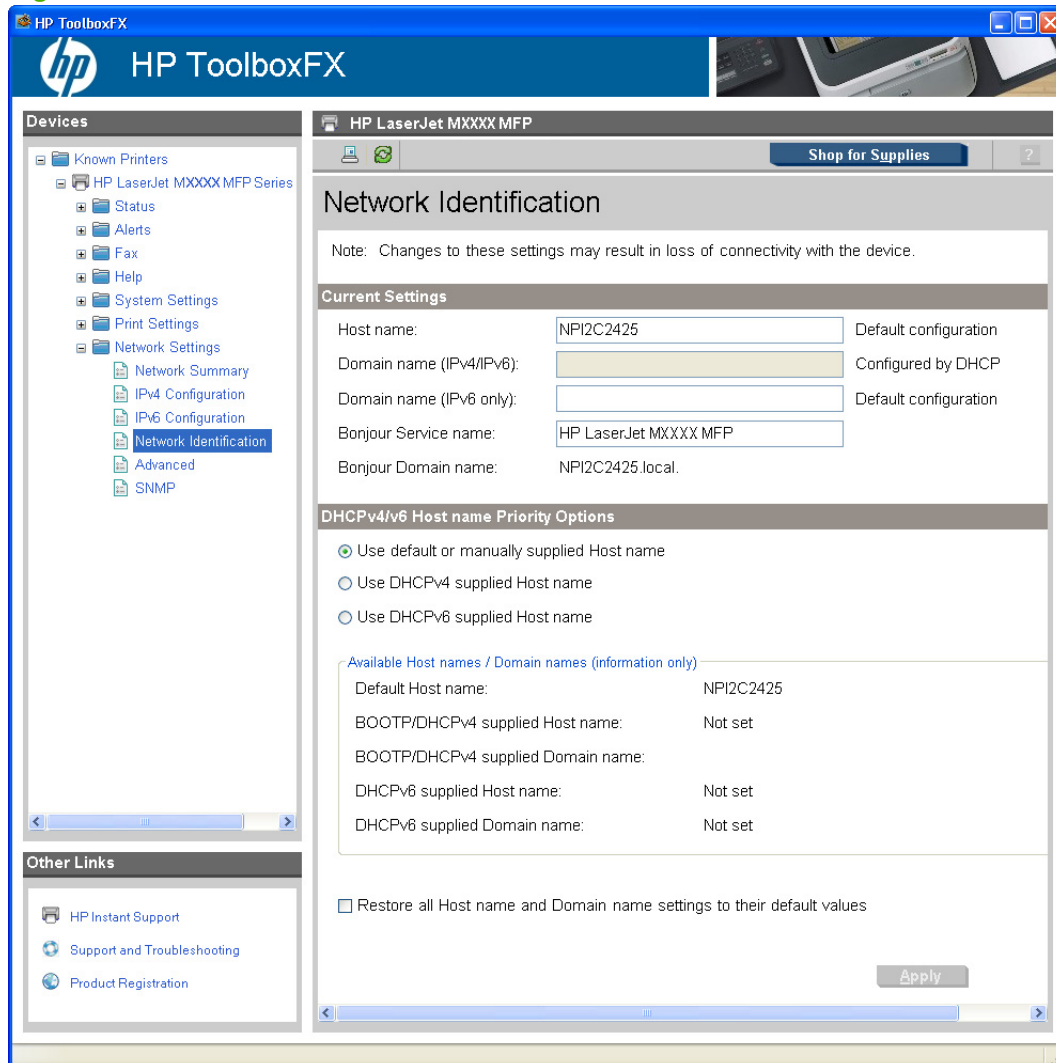 HP ToolboxFX
hp HP ToolboxFX
Devices
Known Printers
HP LaserJet MXXXX MFP Series
Status
Alerts
Fax
Help
System Settings
Print Settings
Network Settings
Network Summary
IPv4 Configuration
IPv6 Configuration
Network Identification
Advanced
SNMP
Other Links
HP Instant Support
Support and Troubleshooting
Product Registration
HP LaserJet MXXXX MFP
Shop for Supplies ?
Network Identification
Note: Changes to these settings may result in loss of connectivity with the device.
Current Settings
Host name: NPI2C2425 Default configuration
Domain name (IPv4/IPv6): Configured by DHCP
Domain name (IPv6 only): Default configuration
Bonjour Service name: HP LaserJet MXXXX MFP
Bonjour Domain name: NPI2C2425.local.
DHCPv4/v6 Host name Priority Options
Use default or manually supplied Host name
Use DHCPv4 supplied Host name
Use DHCPv6 supplied Host name
Available Host names / Domain names (information only)
Default Host name: NPI2C2425
BOOTP/DHCPv4 supplied Host name: Not set
BOOTP/DHCPv4 supplied Domain name:
DHCPv6 supplied Host name: Not set
DHCPv6 supplied Domain name: Not set
Restore all Host name and Domain name settings to their default values
Apply